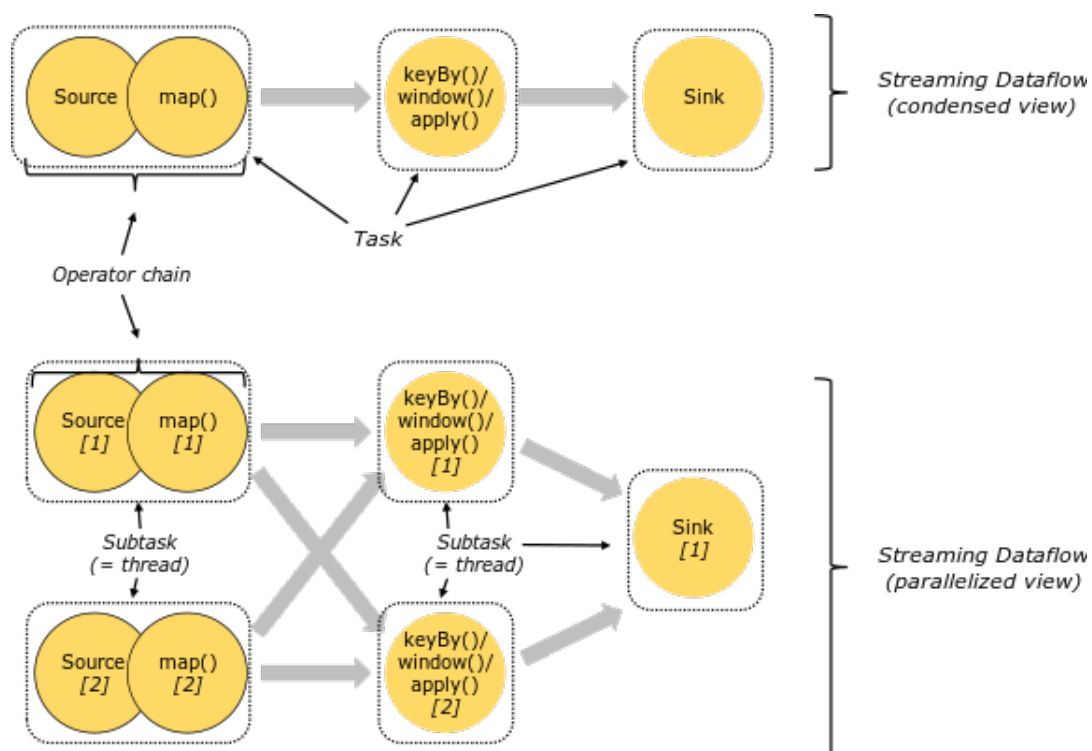 Source
map()
keyBy()/
window()/
apply()
Sink
Streaming Dataflow
(condensed view)
Task
Operator chain
Source
[1]
map()
[1]
keyBy()/
window()/
apply()
[1]
Subtask
(= thread)
Subtask
(= thread)
Sink
[1]
Streaming Dataflow
(parallelized view)
Source
[2]
map()
[2]
keyBy()/
window()/
apply()
[2]